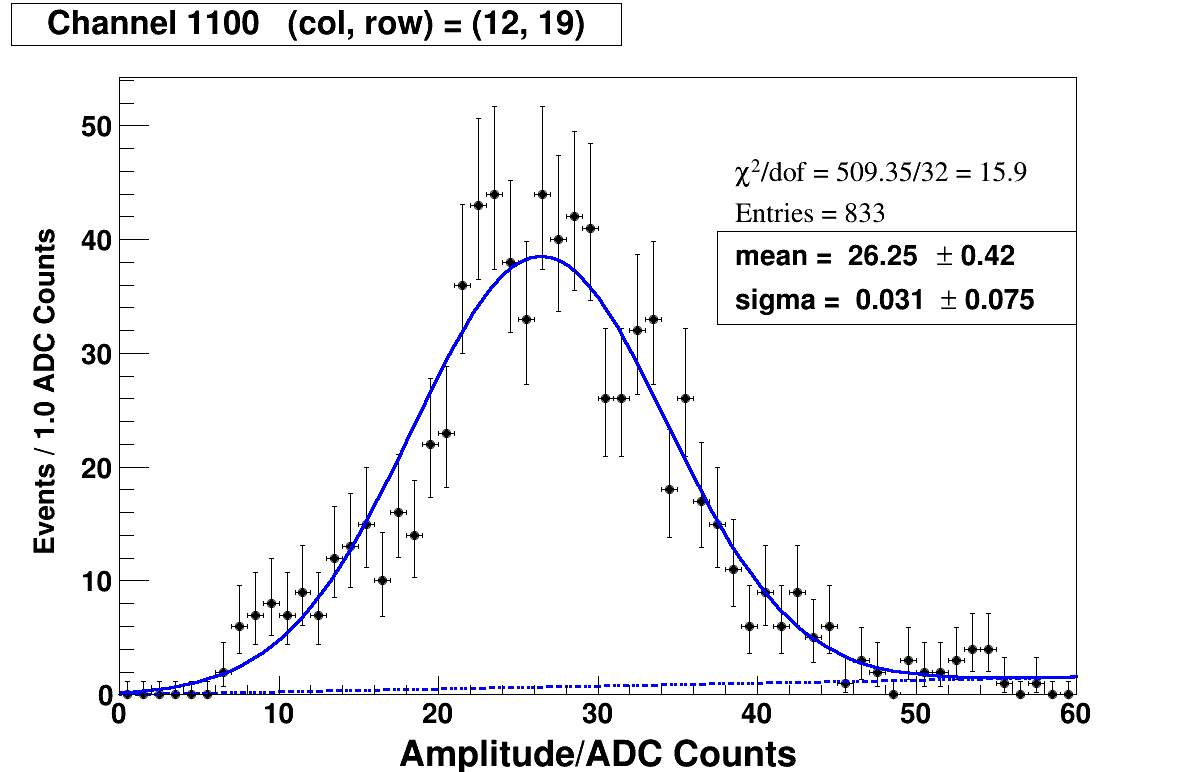 Channel 1100 (col, row) = (12, 19)
50
40
30
20
10
0
Events / 1.0 ADC Counts
χ²/dof = 509.35/32 = 15.9
Entries = 833
mean = 26.25 ± 0.42
sigma = 0.031 ± 0.075
0 10 20 30 40 50 60
Amplitude/ADC Counts